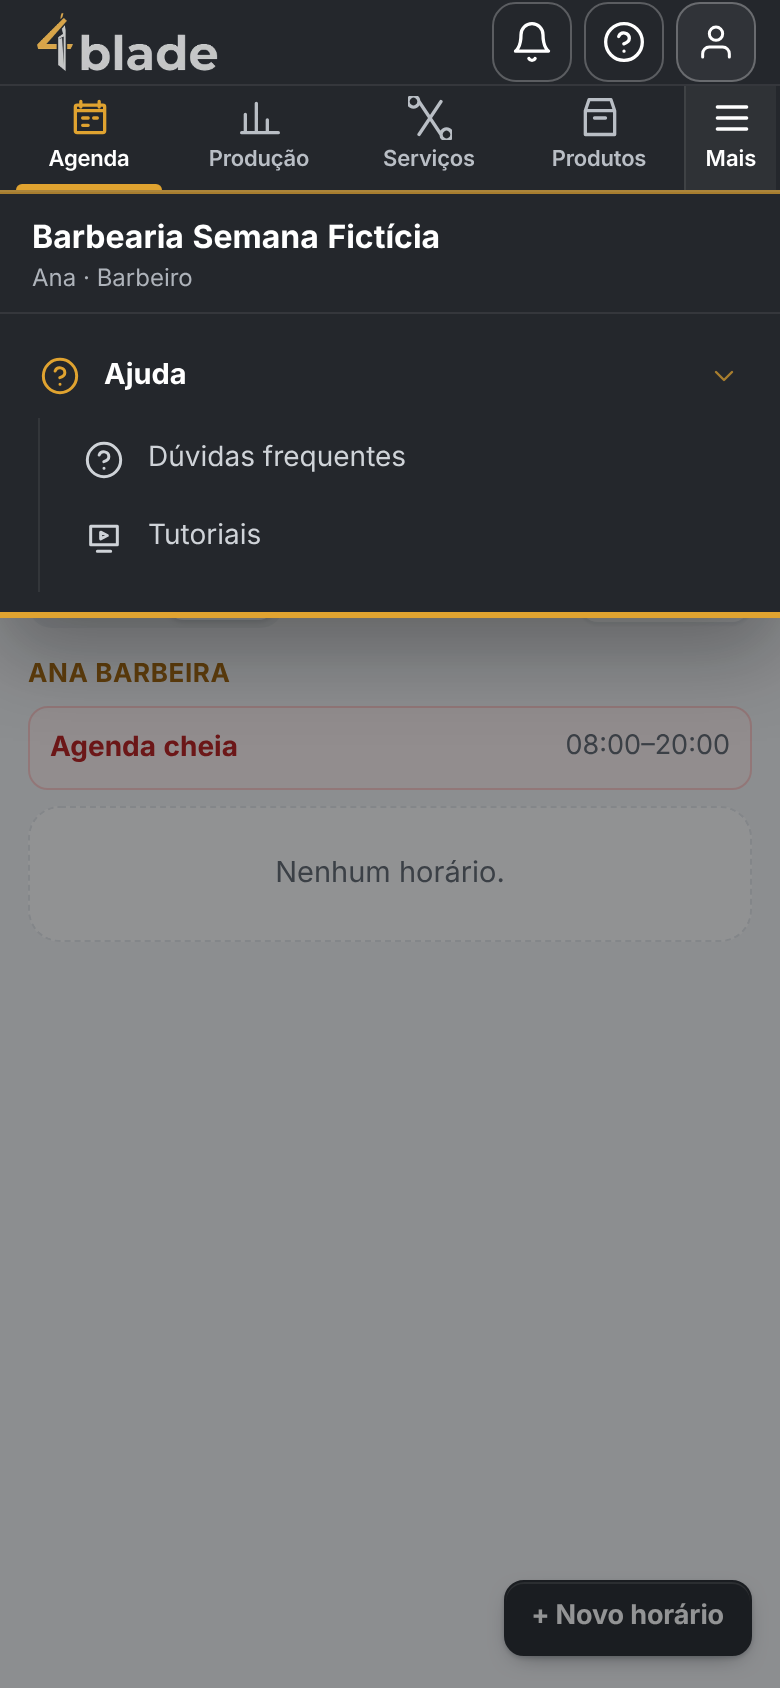 4blade
Agenda
Produção
Serviços
Produtos
Mais
Barbearia Semana Fictícia
Ana · Barbeiro
Ajuda
Dúvidas frequentes
Tutoriais
ANA BARBEIRA
Agenda cheia
08:00–20:00
Nenhum horário.
+ Novo horário